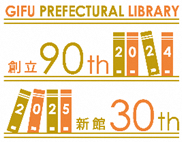 GIFU PREFECTURAL LIBRARY
創立90th 2024
2025 新館30th